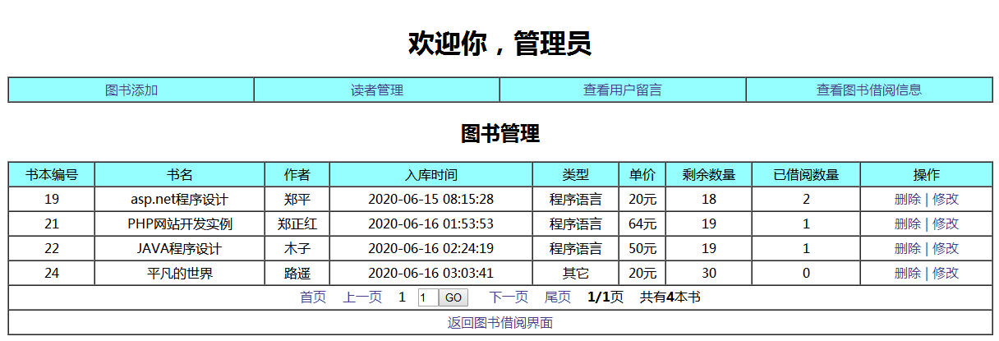 欢迎你，管理员
图书添加 读者管理 查看用户留言 查看图书借阅信息
图书管理
书本编号 书名 作者 入库时间 类型 单价 剩余数量 已借阅数量 操作
19 asp.net程序设计 郑平 2020-06-15 08:15:28 程序语言 20元 18 2 删除 | 修改
21 PHP网站开发实例 郑正红 2020-06-16 01:53:53 程序语言 64元 19 1 删除 | 修改
22 JAVA程序设计 木子 2020-06-16 02:24:19 程序语言 50元 19 1 删除 | 修改
24 平凡的世界 路遥 2020-06-16 03:03:41 其它 20元 30 0 删除 | 修改
首页 上一页 1 1 GO 下一页 尾页 1/1页 共有4本书
返回图书借阅界面